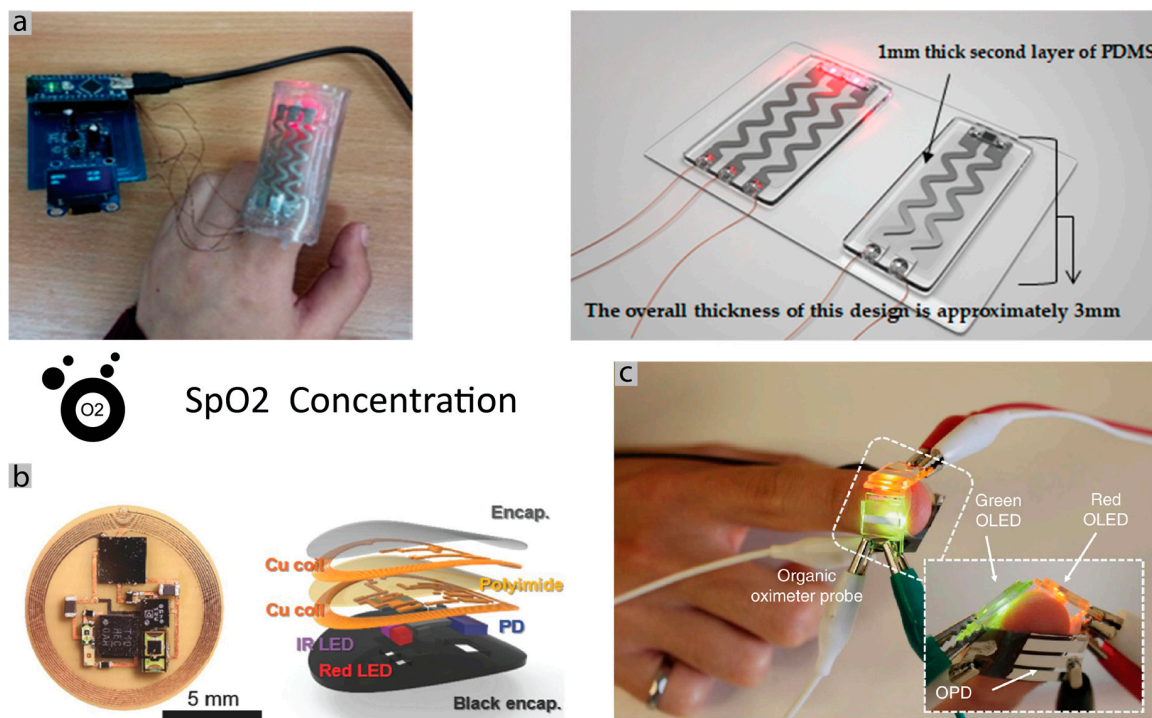 a
1mm thick second layer of PDMS
The overall thickness of this design is approximately 3mm
O2
SpO2 Concentration
b
5 mm
Encap.
Cu coil
Polyimide
Cu coil
PD
IR LED
Red LED
Black encap.
c
Green
OLED
Red
OLED
Organic
oximeter probe
OPD